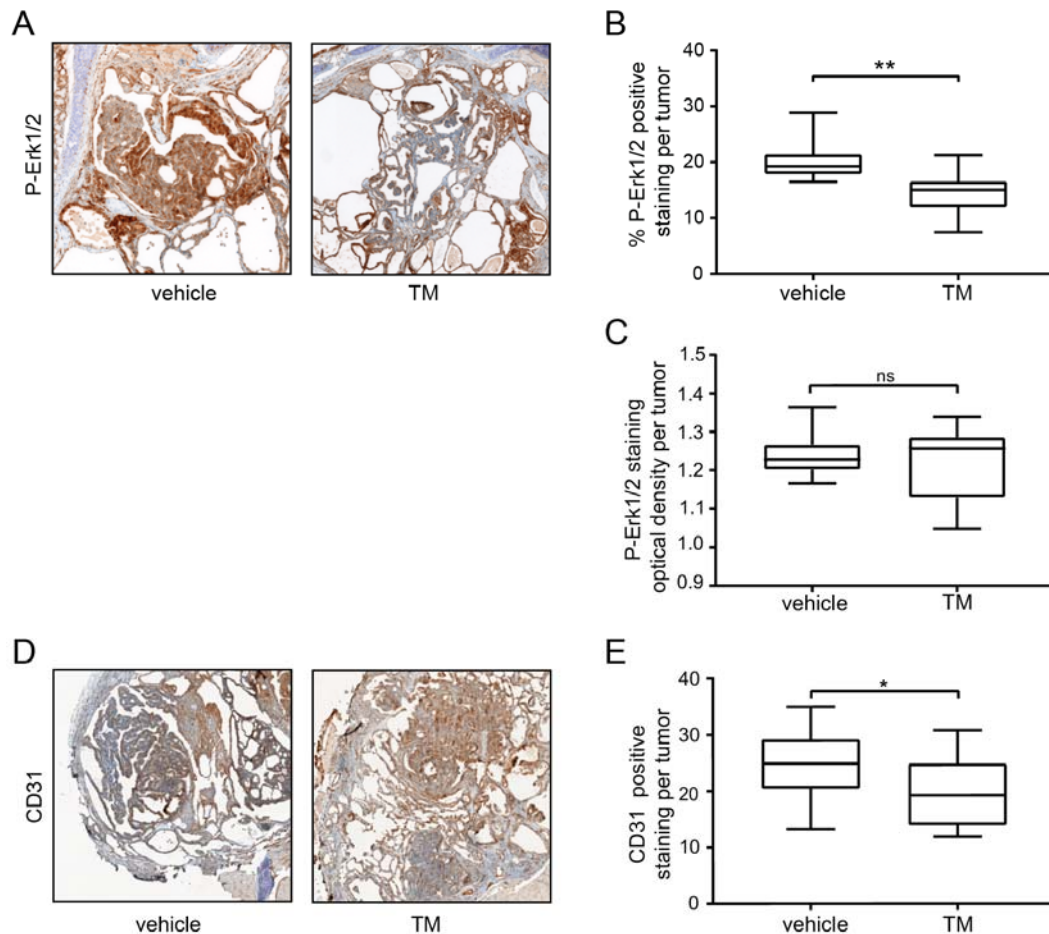 A
P-Erk1/2
vehicle
TM
B
% P-Erk1/2 positive
staining per tumor
40
30
20
10
0
**
vehicle
TM
C
P-Erk1/2 staining
optical density per tumor
1.5
1.4
1.3
1.2
1.1
1.0
0.9
ns
vehicle
TM
D
CD31
vehicle
TM
E
CD31 positive
staining per tumor
40
30
20
10
0
*
vehicle
TM